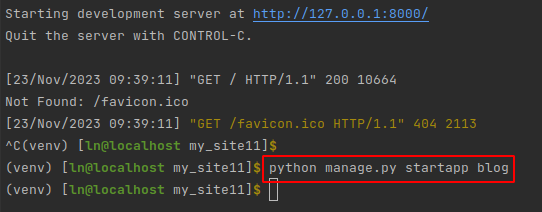 Starting development server at http://127.0.0.1:8000/
Quit the server with CONTROL-C.
[23/Nov/2023 09:39:11] "GET / HTTP/1.1" 200 10664
Not Found: /favicon.ico
[23/Nov/2023 09:39:11] "GET /favicon.ico HTTP/1.1" 404 2113
^C(venv) [ln@localhost my_site11]$
(venv) [ln@localhost my_site11]$ python manage.py startapp blog
(venv) [ln@localhost my_site11]$